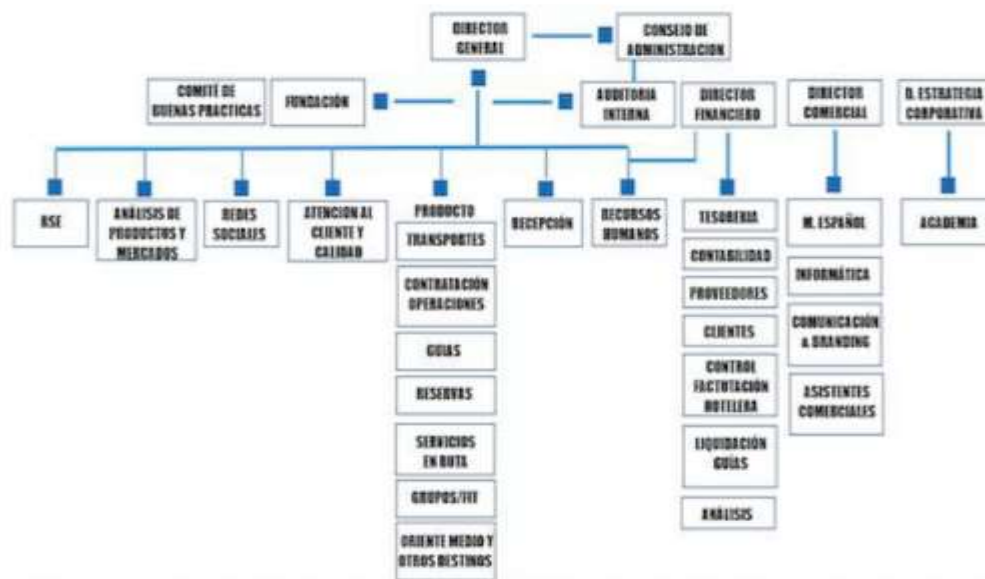 DIRECTOR
GENERAL
CONSEJO DE
ADMINISTRACION
COMITÉ DE
BUENAS PRACTICAS
FUNDACIÓN
AUDITORIA
INTERNA
DIRECTOR
FINANCIERO
DIRECTOR
COMERCIAL
D. ESTRATEGIA
CORPORATIVA
RSE
ANÁLISIS DE
PRODUCTOS Y
MERCADOS
REDES
SOCIALES
ATENCION AL
CLIENTE Y
CALIDAD
PRODUCTO
TRANSPORTES
CONTRATACIÓN
OPERACIONES
GUIAS
RESERVAS
SERVICIOS
EN RUTA
GRUPOS/FIT
ORIENTE MEDIO Y
OTROS DESTINOS
RECEPCIÓN
RECURSOS
HUMANOS
TESORERIA
CONTABILIDAD
PROVEEDORES
CLIENTES
CONTROL
FACTUTACIÓN
HOTELERA
LIQUIDACIÓN
GUÍAS
ANÁLISIS
M. ESPAÑOL
INFORMÁTICA
COMUNICACIÓN
& BRANDING
ASISTENTES
COMERCIALES
ACADEMIA